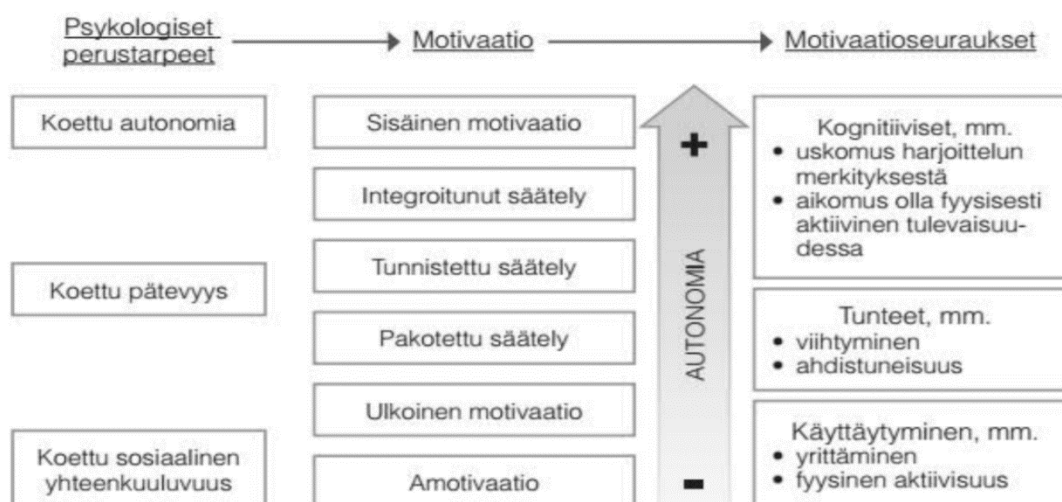 Psykologiset
perustarpeet
Motivaatio
Motivaatioseuraukset
Koettu autonomia
Koettu pätevyys
Koettu sosiaalinen
yhteenkuuluvuus
Sisäinen motivaatio
Integroitunut säätely
Tunnistettu säätely
Pakotettu säätely
Ulkoinen motivaatio
Amotivaatio
+
AUTONOMIA
-
Kognitiiviset, mm.
• uskomus harjoittelun
merkityksestä
• aikomus olla fyysisesti
aktiivinen tulevaisuu-
dessa
Tunteet, mm.
• viihtyminen
• ahdistuneisuus
Käyttäytyminen, mm.
• yrittäminen
• fyysinen aktiivisuus